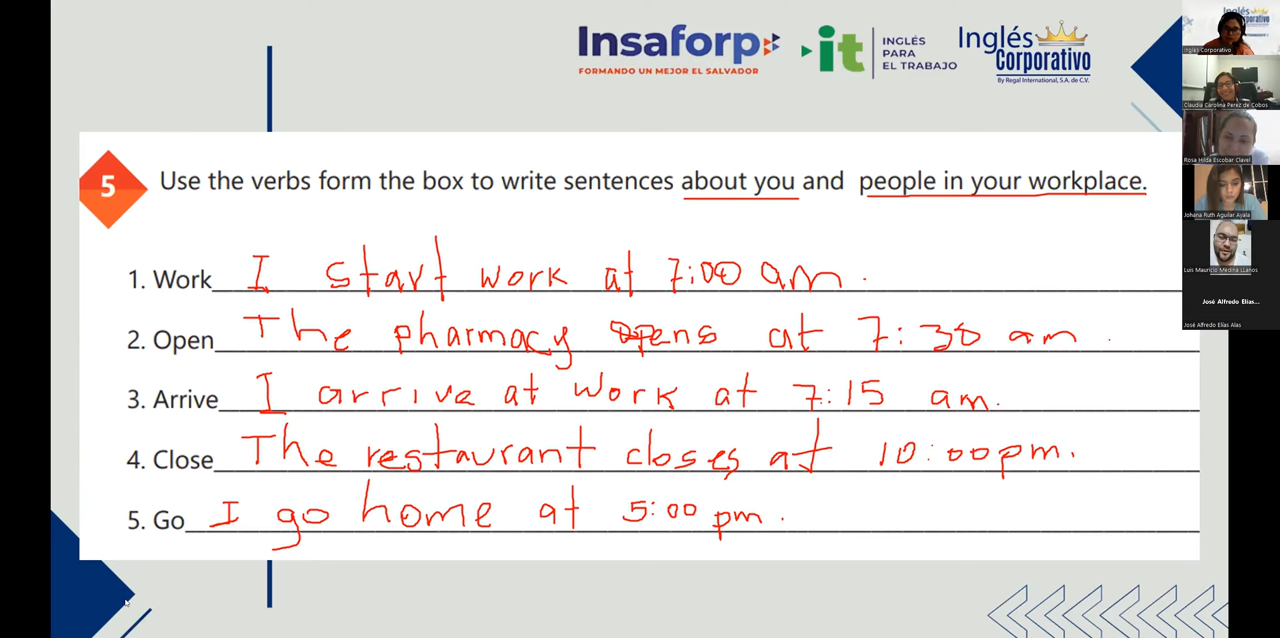 Insaforp
FORMANDO UN MEJOR EL SALVADOR
it
INGLÉS
PARA
EL TRABAJO
Inglés
Corporativo
By Regal International, S.A. de C.V.
5 Use the verbs form the box to write sentences about you and people in your workplace.
1. Work I start work at 7:00 am.
2. Open The pharmacy opens at 7:30 am.
3. Arrive I arrive at work at 7:15 am.
4. Close The restaurant closes at 10:00pm.
5. Go I go home at 5:00 pm.
Inglés Corporativo
Claudia Carolina Perez de Cobos
Rosa Hilda Escobar Clavel
Johana Ruth Aguilar Ayala
Luis Mauricio Medina LLanos
José Alfredo Elías...
José Alfredo Elías Alas